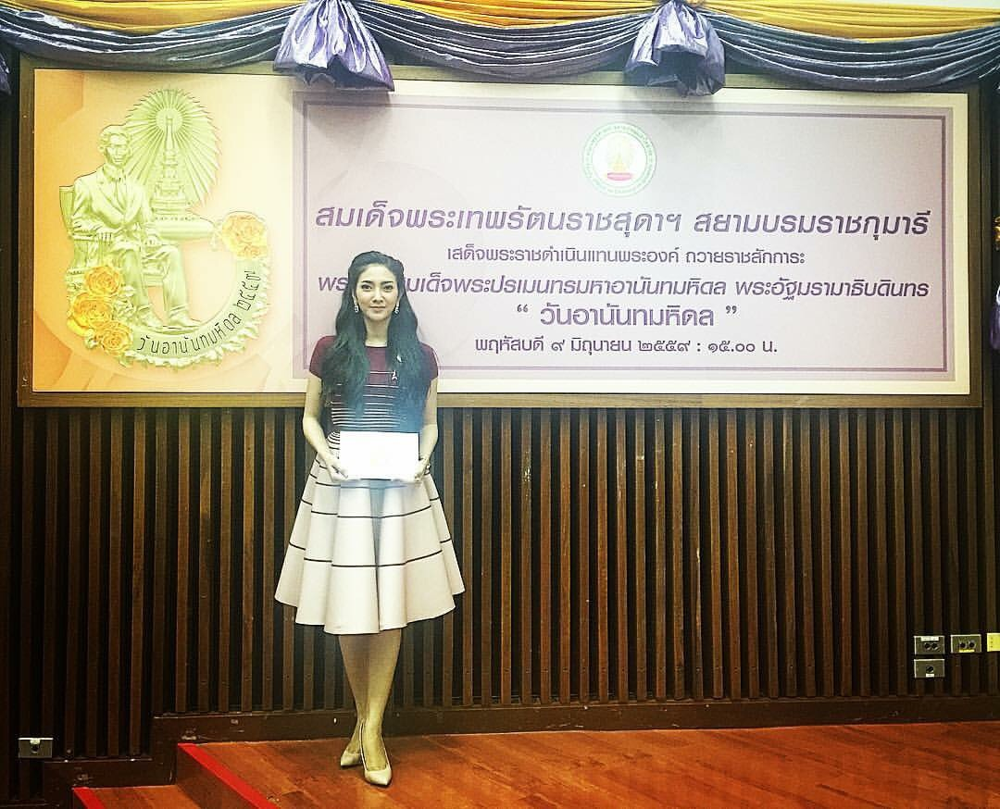 สมเด็จพระเทพรัตนราชสุดาฯ สยามบรมราชกุมารี
เสด็จพระราชดำเนินแทนพระองค์ ถวายราชสักการะ
สมเด็จพระปรเมนทรมหาอานันทมหิดล พระอัฐมรามาธิบดินทร
“ วันอานันทมหิดล ”
พฤหัสบดี ๙ มิถุนายน ๒๕๕๙ : ๑๕.๐๐ น.
วันอานันทมหิดล ๒๕๕๙